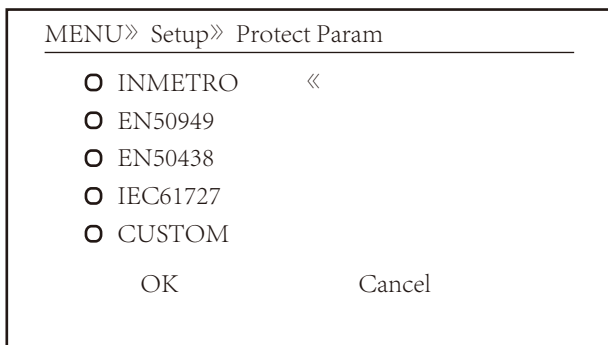 MENU» Setup» Protect Param
INMETRO «
EN50949
EN50438
IEC61727
CUSTOM
OK Cancel